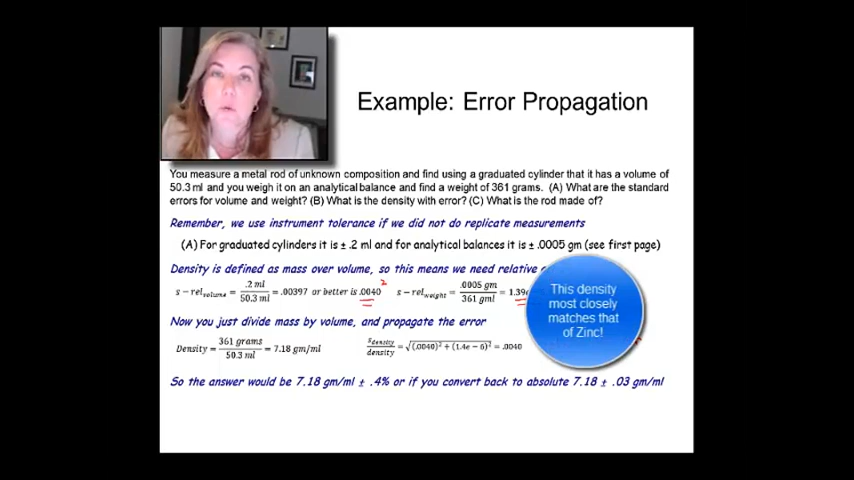 Example: Error Propagation
You measure a metal rod of unknown composition and find using a graduated cylinder that it has a volume of
50.3 ml and you weigh it on an analytical balance and find a weight of 361 grams. (A) What are the standard
errors for volume and weight? (B) What is the density with error? (C) What is the rod made of?
Remember, we use instrument tolerance if we did not do replicate measurements
(A) For graduated cylinders it is ± .2 ml and for analytical balances it is ± .0005 gm (see first page)
Density is defined as mass over volume, so this means we need relative
s − rel_volume = .2 ml / 50.3 ml = .00397 or better is .0040 2 s − rel_weight = .0005 gm / 361 gml = 1.39
This density
most closely
matches that
of Zinc!
Now you just divide mass by volume, and propagate the error
Density = 361 grams / 50.3 ml = 7.18 gm/ml s_density / density = √(.0040)² + (1.4e − 6)² = .0040
So the answer would be 7.18 gm/ml ± .4% or if you convert back to absolute 7.18 ± .03 gm/ml